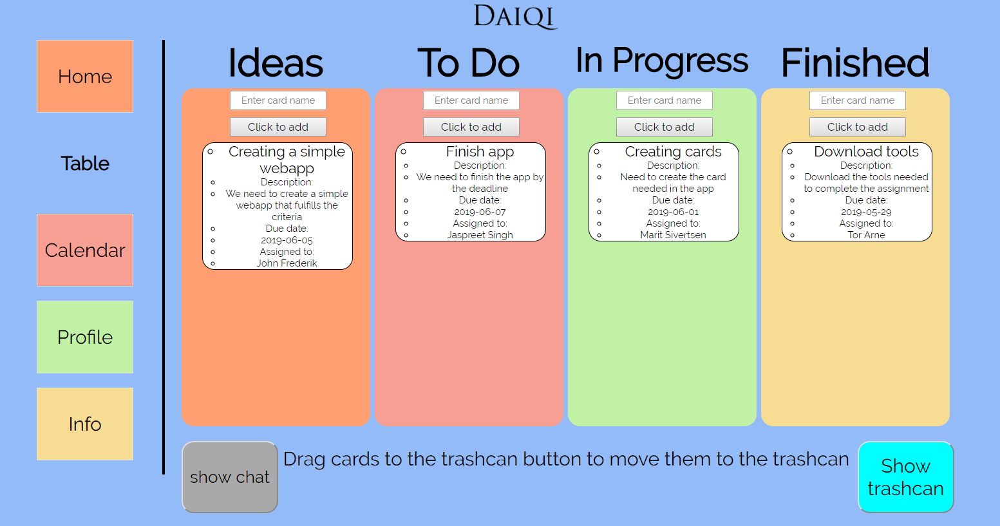 DAIQI
Home
Table
Calendar
Profile
Info
Ideas
Enter card name
Click to add
Creating a simple
webapp
Description:
We need to create a simple
webapp that fulfills the
criteria
Due date:
2019-06-05
Assigned to:
John Frederik
To Do
Enter card name
Click to add
Finish app
Description:
We need to finish the app by
the deadline
Due date:
2019-06-07
Assigned to:
Jaspreet Singh
In Progress
Enter card name
Click to add
Creating cards
Description:
Need to create the card
needed in the app
Due date:
2019-06-01
Assigned to:
Marit Sivertsen
Finished
Enter card name
Click to add
Download tools
Description:
Download the tools needed
to complete the assignment
Due date:
2019-05-29
Assigned to:
Tor Arne
show chat
Drag cards to the trashcan button to move them to the trashcan
Show
trashcan